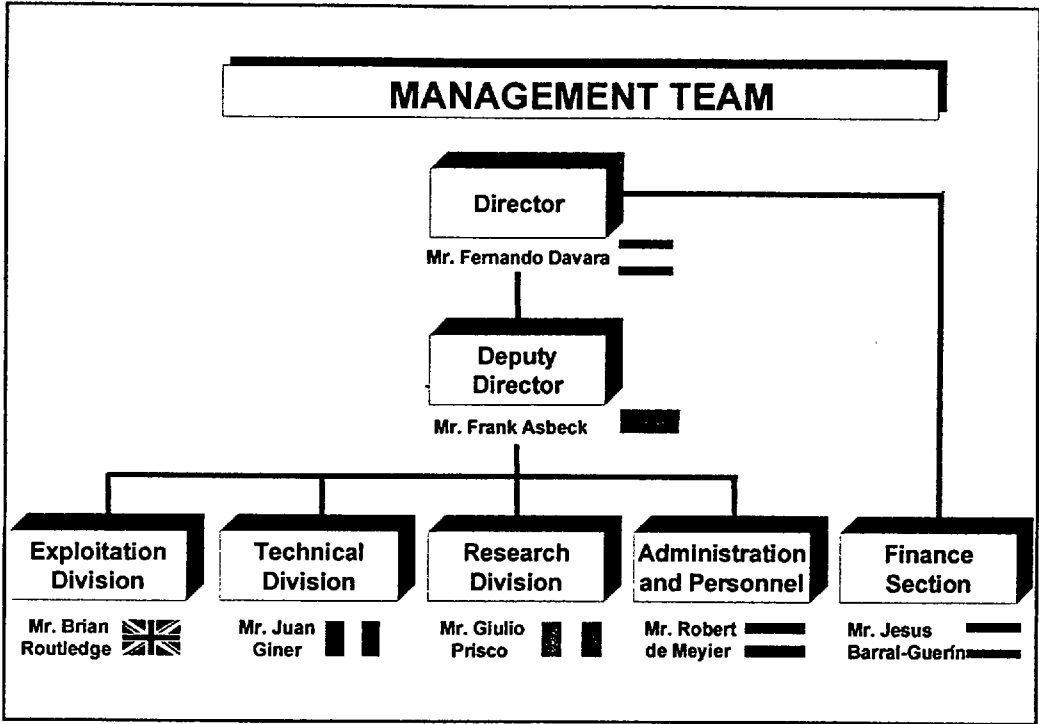 MANAGEMENT TEAM
Director
Mr. Fernando Davara
Deputy
Director
Mr. Frank Asbeck
Exploitation
Division
Mr. Brian
Routledge
Technical
Division
Mr. Juan
Giner
Research
Division
Mr. Giulio
Prisco
Administration
and Personnel
Mr. Robert
de Meyier
Finance
Section
Mr. Jesus
Barral-Guerín